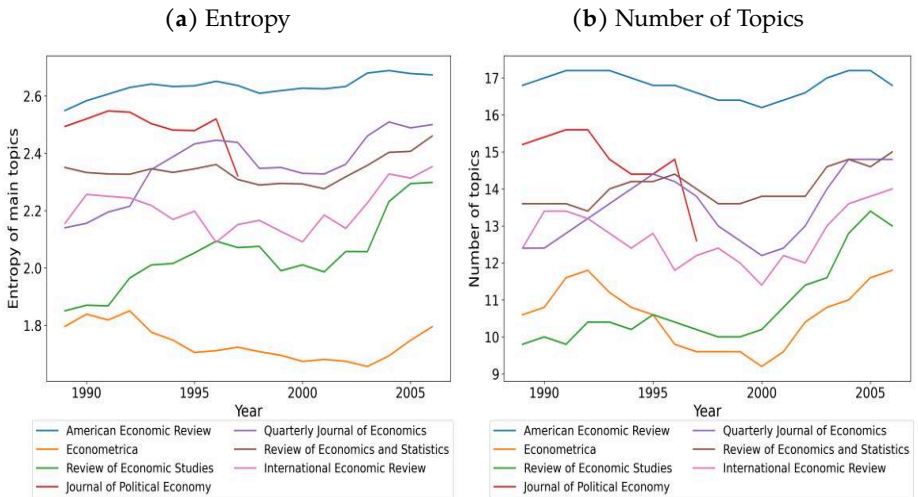 (a) Entropy
(b) Number of Topics
Entropy of main topics
2.6
2.4
2.2
2.0
1.8
1990
1995
2000
2005
Year
American Economic Review
Econometrica
Review of Economic Studies
Journal of Political Economy
Quarterly Journal of Economics
Review of Economics and Statistics
International Economic Review
Number of topics
17
16
15
14
13
12
11
10
9
1990
1995
2000
2005
Year
American Economic Review
Econometrica
Review of Economic Studies
Journal of Political Economy
Quarterly Journal of Economics
Review of Economics and Statistics
International Economic Review